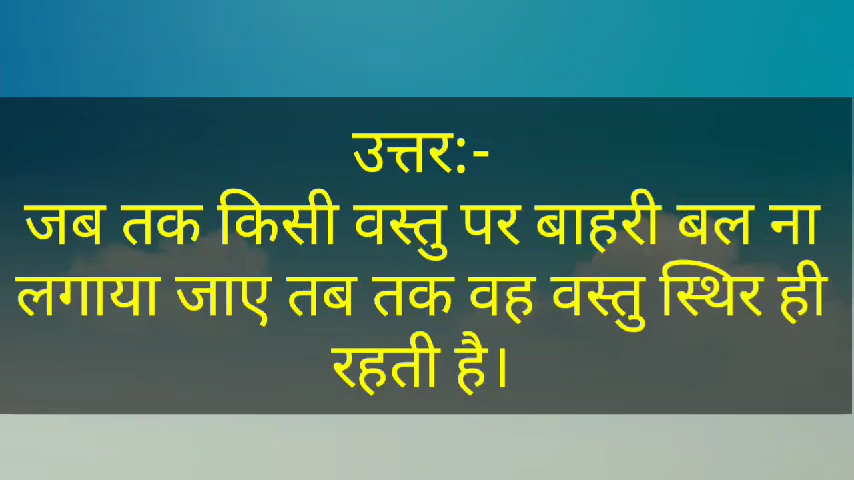 उत्तर:-
जब तक किसी वस्तु पर बाहरी बल ना
लगाया जाए तब तक वह वस्तु स्थिर ही
रहती है।